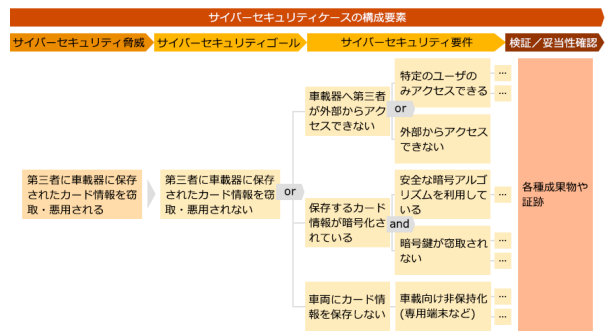 サイバーセキュリティケースの構成要素
サイバーセキュリティ脅威
サイバーセキュリティゴール
サイバーセキュリティ要件
検証/妥当性確認
第三者に車載器に保存
されたカード情報を窃
取・悪用される
第三者に車載器に保存
されたカード情報を窃
取・悪用されない
or
車載器へ第三者
が外部からアク
セスできない
or
特定のユーザの
みアクセスできる
...
...
外部からアクセス
できない
保存するカード
情報が暗号化さ
れている
and
安全な暗号アルゴ
リズムを利用して
いる
...
暗号鍵が窃取され
ない
...
...
車両にカード情
報を保存しない
車載向け非保持化
(専用端末など)
...
...
各種成果物や
証跡